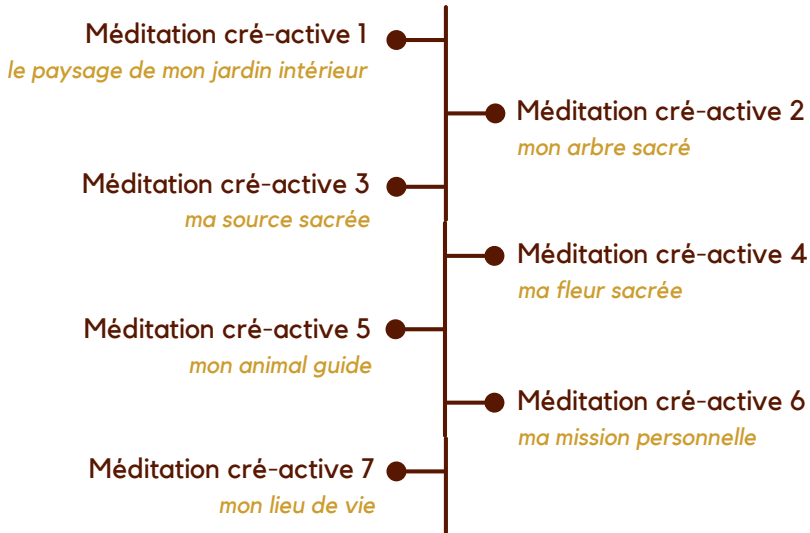 Méditation cré-active 1
le paysage de mon jardin intérieur
Méditation cré-active 2
mon arbre sacré
Méditation cré-active 3
ma source sacrée
Méditation cré-active 4
ma fleur sacrée
Méditation cré-active 5
mon animal guide
Méditation cré-active 6
ma mission personnelle
Méditation cré-active 7
mon lieu de vie